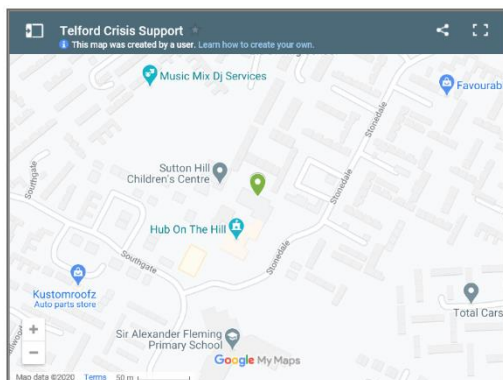 Telford Crisis Support
This map was created by a user. Learn how to create your own.
Music Mix Dj Services
Favourab
Stonedale
Stonedale
Sutton Hill
Children's Centre
Southgate
Hub On The Hill
Stonedale
Southgate
Kustomroofz
Auto parts store
Total Cars
Sir Alexander Fleming
Primary School
Google My Maps
Map data ©2020 Terms 50 m